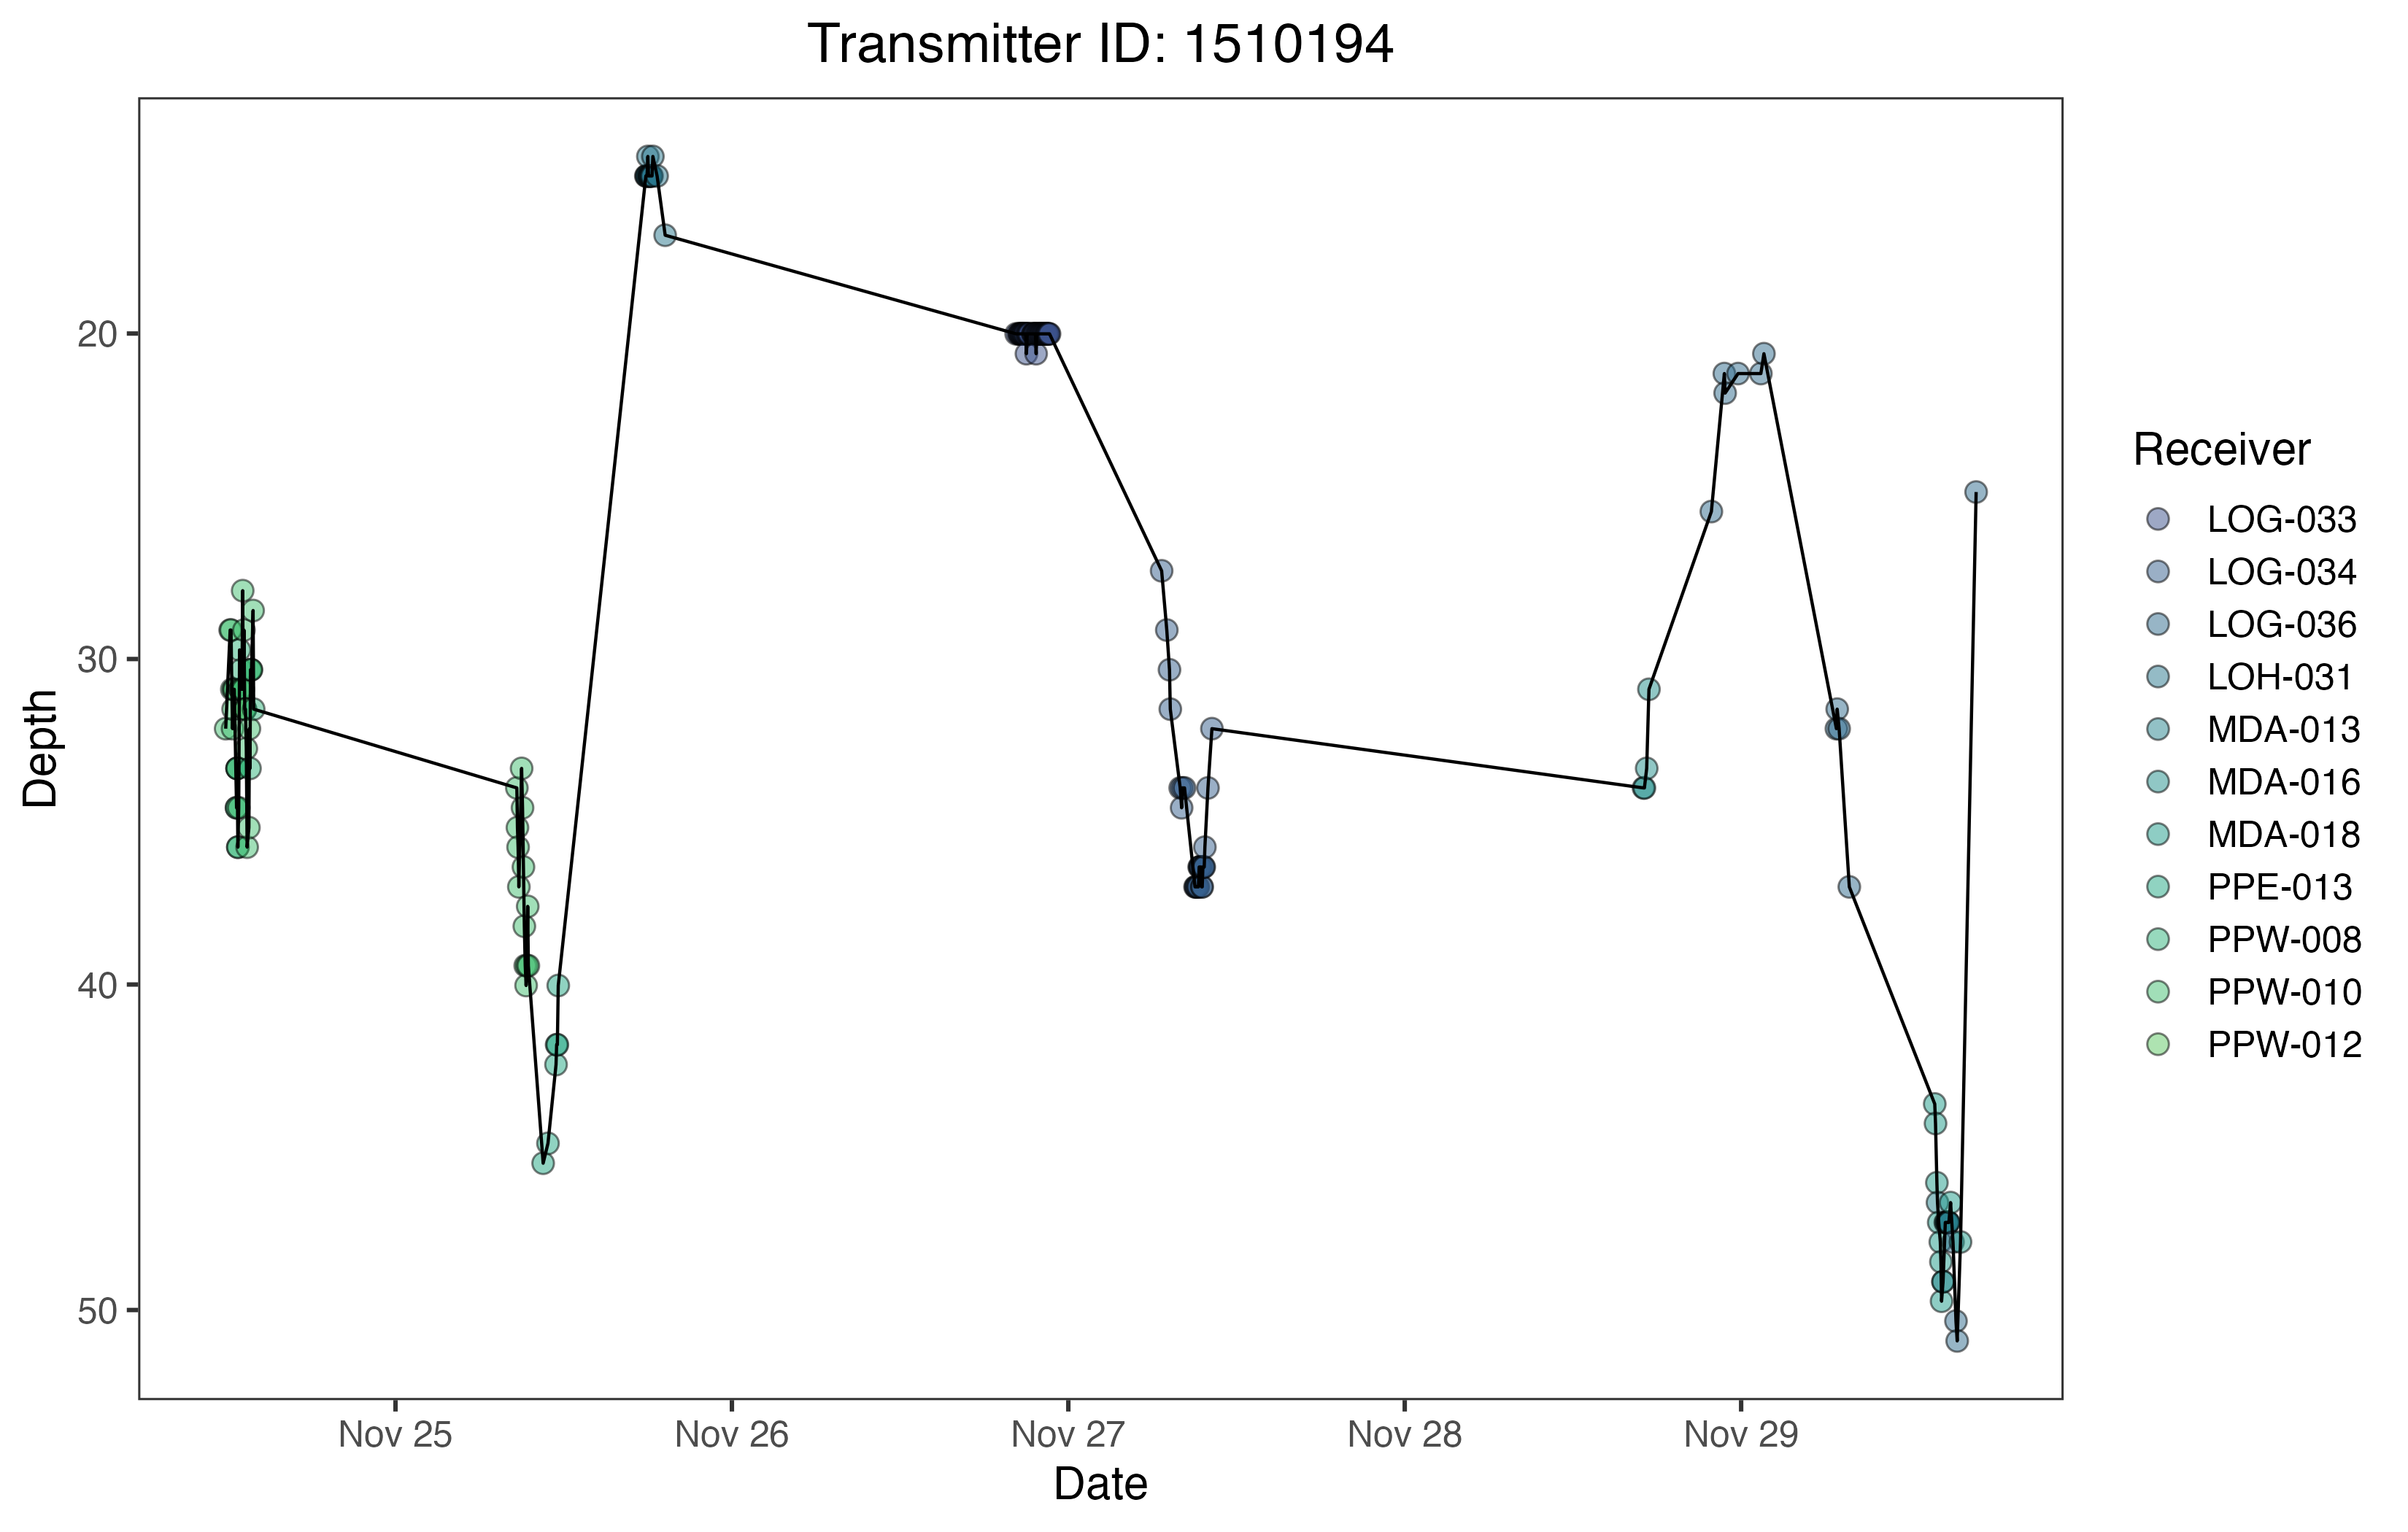 Transmitter ID: 1510194
20
30
40
50
Depth
Nov 25
Nov 26
Nov 27
Nov 28
Nov 29
Date
Receiver
LOG-033
LOG-034
LOG-036
LOH-031
MDA-013
MDA-016
MDA-018
PPE-013
PPW-008
PPW-010
PPW-012